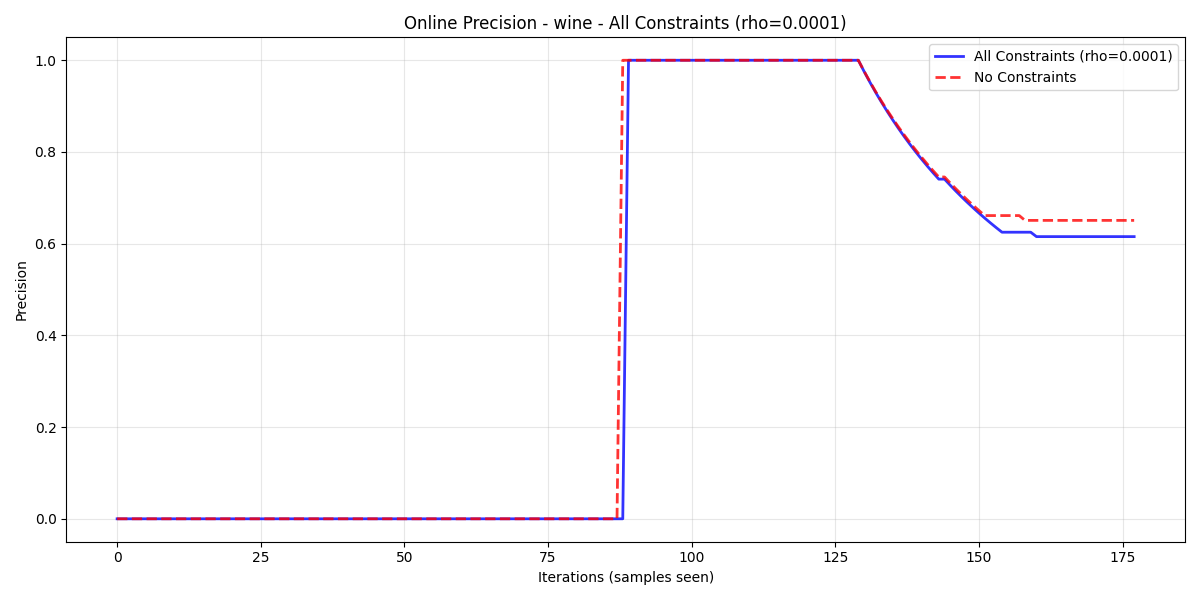 Online Precision - wine - All Constraints (rho=0.0001)
All Constraints (rho=0.0001)
No Constraints
Precision
1.0
0.8
0.6
0.4
0.2
0.0
0 25 50 75 100 125 150 175
Iterations (samples seen)